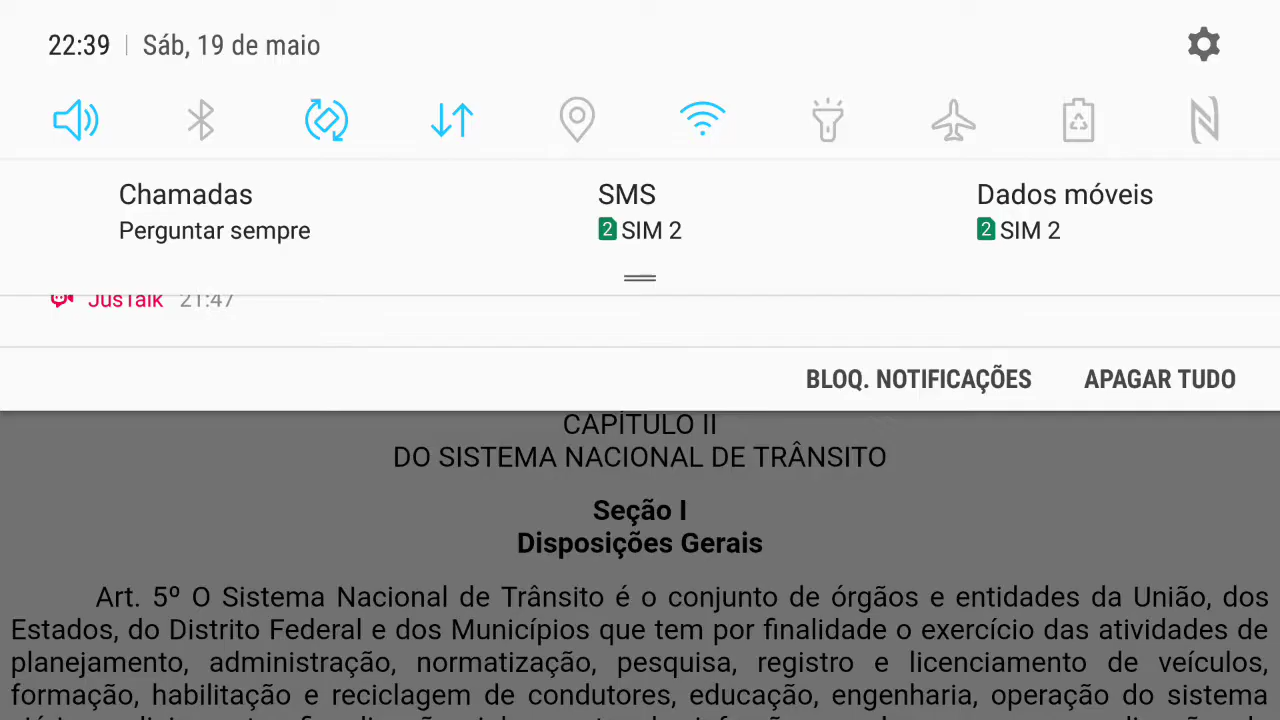 22:39 | Sáb, 19 de maio
Chamadas
Perguntar sempre
SMS
2 SIM 2
Dados móveis
2 SIM 2
JusTalk 21:47
BLOQ. NOTIFICAÇÕES APAGAR TUDO
CAPÍTULO II
DO SISTEMA NACIONAL DE TRÂNSITO
Seção I
Disposições Gerais
Art. 5º O Sistema Nacional de Trânsito é o conjunto de órgãos e entidades da União, dos
Estados, do Distrito Federal e dos Municípios que tem por finalidade o exercício das atividades de
planejamento, administração, normatização, pesquisa, registro e licenciamento de veículos,
formação, habilitação e reciclagem de condutores, educação, engenharia, operação do sistema